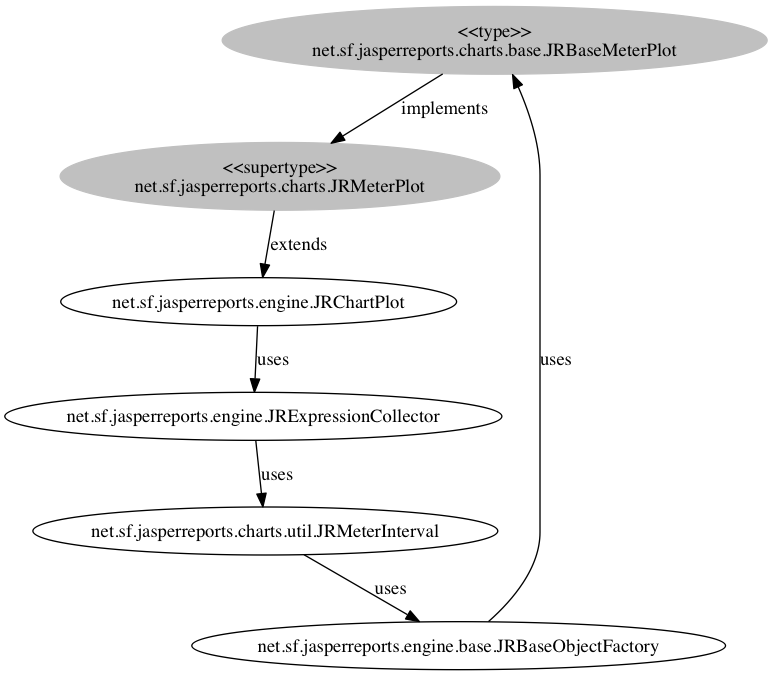 <<type>>
net.sf.jasperreports.charts.base.JRBaseMeterPlot
implements
<<supertype>>
net.sf.jasperreports.charts.JRMeterPlot
extends
net.sf.jasperreports.engine.JRChartPlot
uses
uses
net.sf.jasperreports.engine.JRExpressionCollector
uses
net.sf.jasperreports.charts.util.JRMeterInterval
uses
net.sf.jasperreports.engine.base.JRBaseObjectFactory